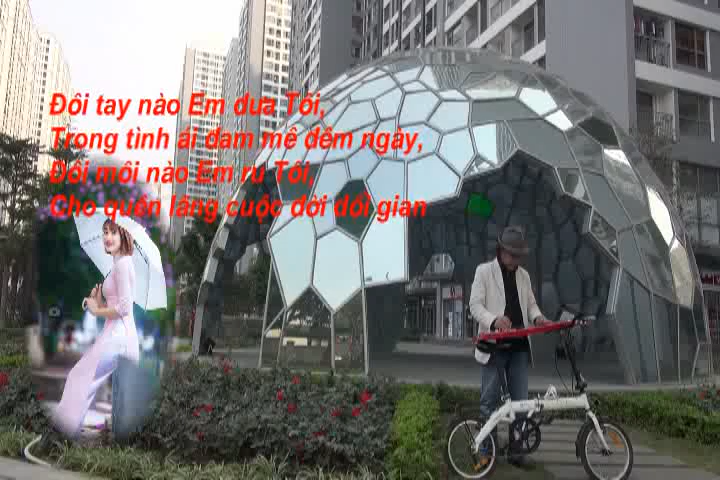 Đôi tay nào Em đưa Tôi,
Trong tình ái đam mê đêm ngày,
Đôi môi nào Em ru Tôi,
Cho quên lãng cuộc đời dối gian